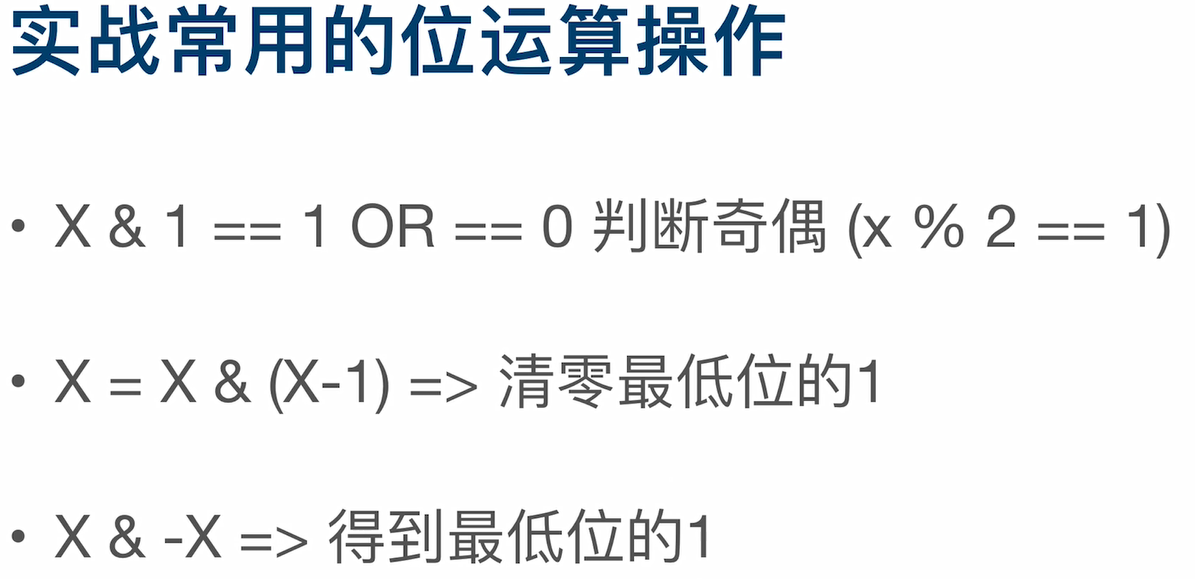 实战常用的位运算操作
• X & 1 == 1 OR == 0 判断奇偶 (x % 2 == 1)
• X = X & (X-1) => 清零最低位的1
• X & -X => 得到最低位的1